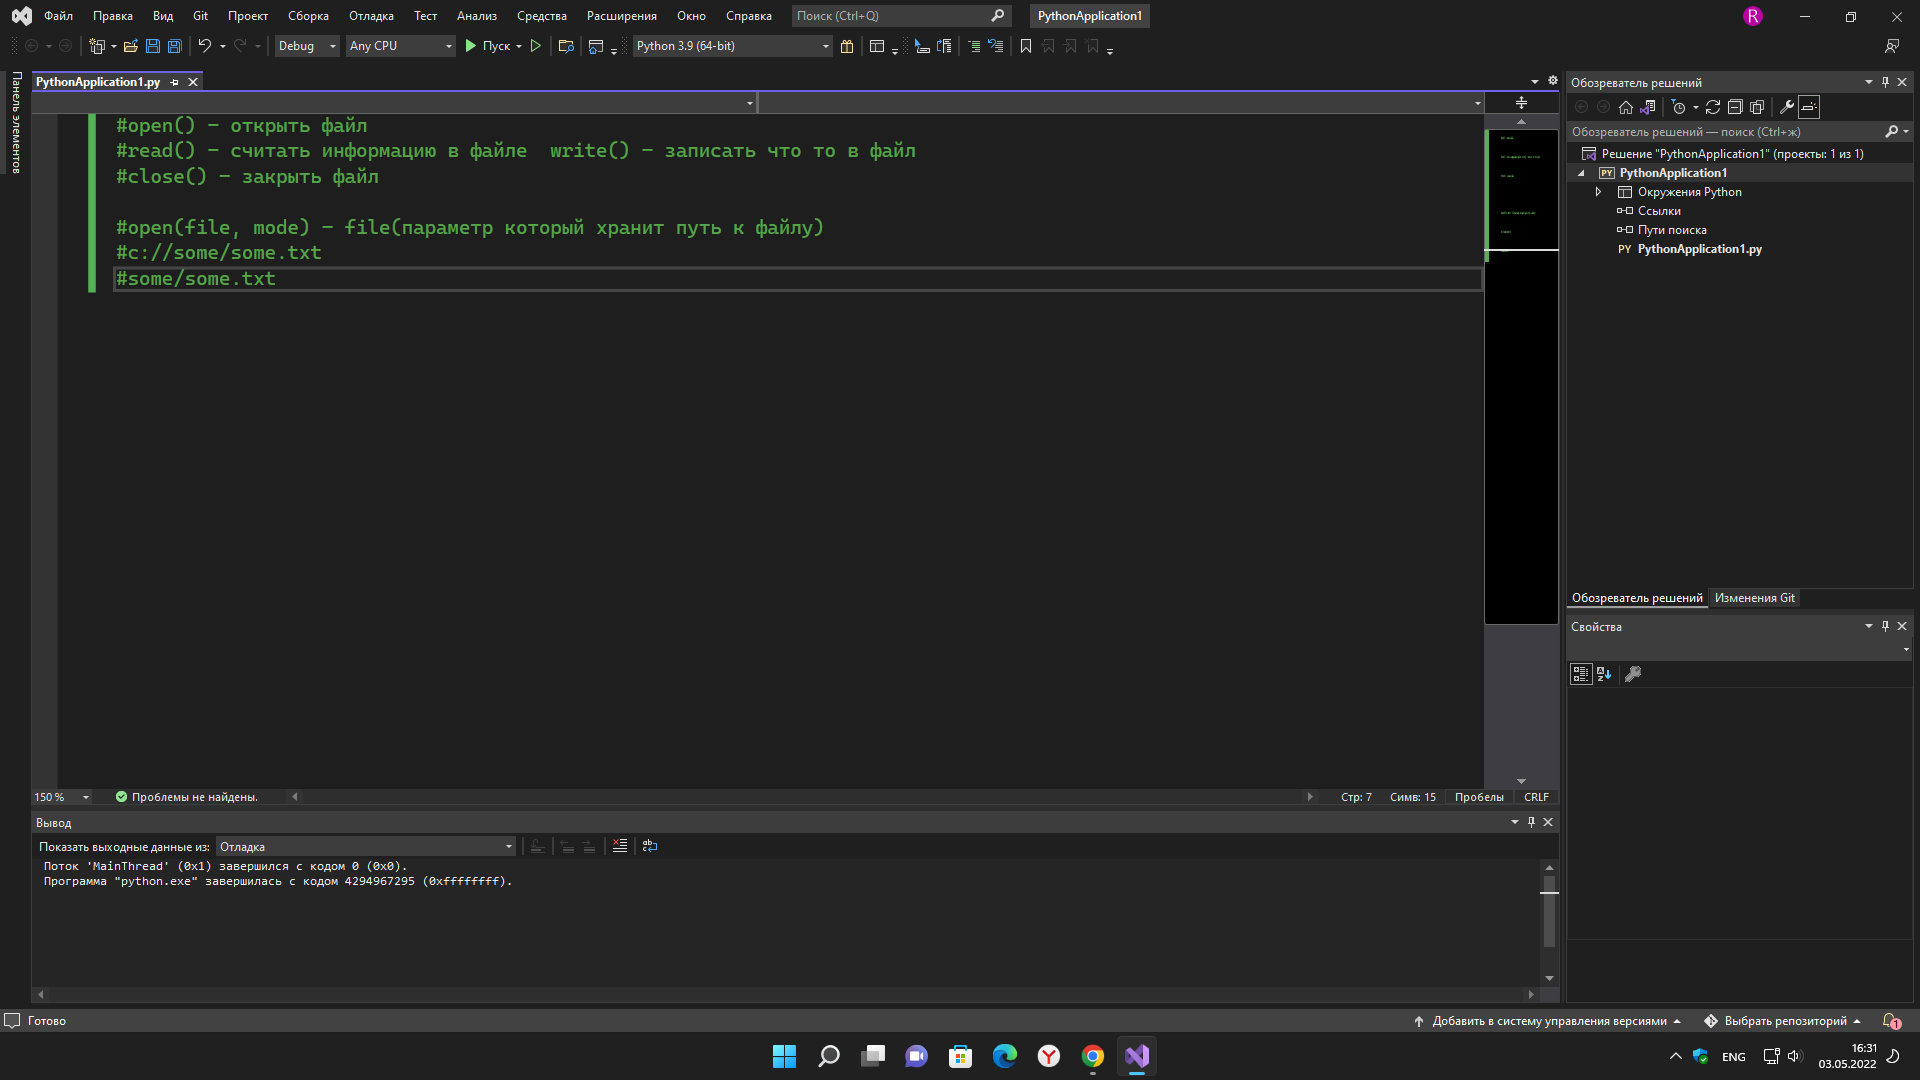 Файл Правка Вид Git Проект Сборка Отладка Тест Анализ Средства Расширения Окно Справка Поиск (Ctrl+Q) PythonApplication1 R
Debug Any CPU Пуск Python 3.9 (64-bit)
Панель элементов
PythonApplication1.py
#open() - открыть файл
#read() - считать информацию в файле  write() - записать что то в файл
#close() - закрыть файл
#open(file, mode) - file(параметр который хранит путь к файлу)
#c://some/some.txt
#some/some.txt
150 % Проблемы не найдены. Стр: 7 Симв: 15 Пробелы CRLF
Вывод
Показать выходные данные из: Отладка
Поток 'MainThread' (0x1) завершился с кодом 0 (0x0).
Программа "python.exe" завершилась с кодом 4294967295 (0xffffffff).
Обозреватель решений
Обозреватель решений — поиск (Ctrl+ж)
Решение "PythonApplication1" (проекты: 1 из 1)
PY PythonApplication1
Окружения Python
Ссылки
Пути поиска
PY PythonApplication1.py
Обозреватель решений Изменения Git
Свойства
Готово Добавить в систему управления версиями Выбрать репозиторий 1
ENG 16:31
03.05.2022